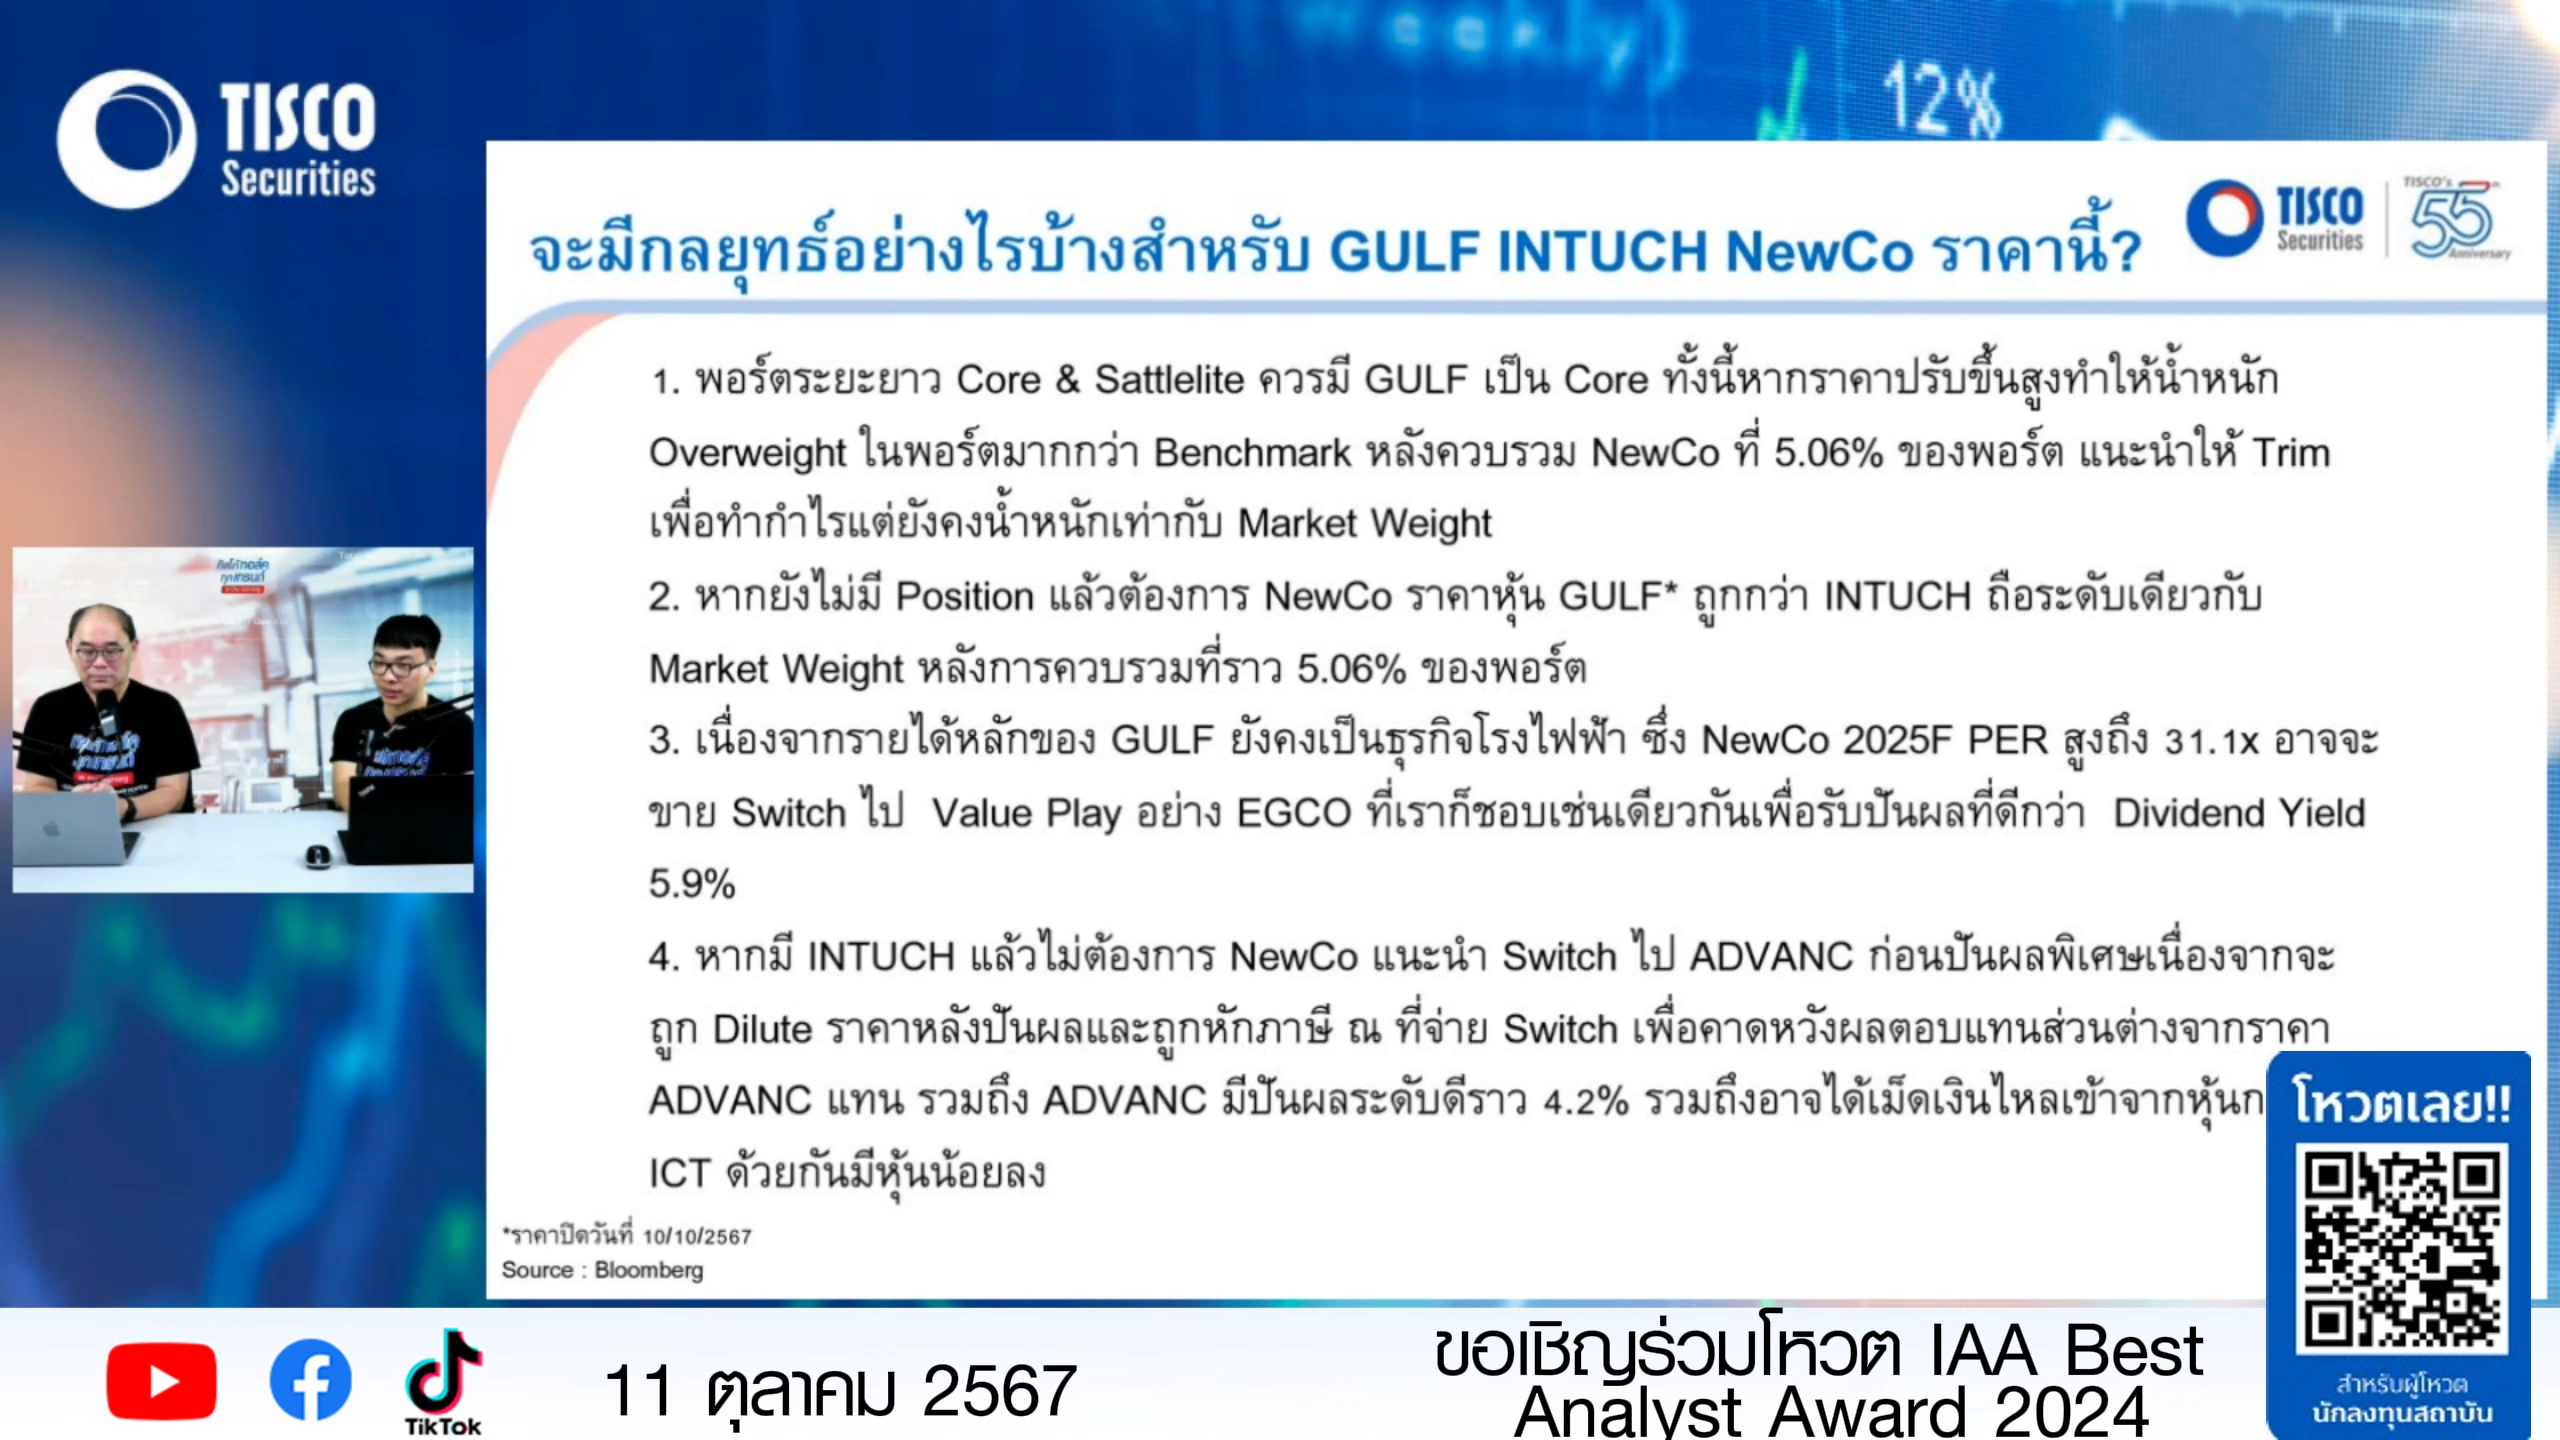 (Weekly)
12%
TISCO
Securities
จะมีกลยุทธ์อย่างไรบ้างสำหรับ GULF INTUCH NewCo ราคานี้?
TISCO
Securities
TISCO's
55th
Anniversary
1. พอร์ตระยะยาว Core & Sattlelite ควรมี GULF เป็น Core ทั้งนี้หากราคาปรับขึ้นสูงทำให้น้ำหนัก
Overweight ในพอร์ตมากกว่า Benchmark หลังควบรวม NewCo ที่ 5.06% ของพอร์ต แนะนำให้ Trim
เพื่อทำกำไรแต่ยังคงน้ำหนักเท่ากับ Market Weight
2. หากยังไม่มี Position แล้วต้องการ NewCo ราคาหุ้น GULF* ถูกกว่า INTUCH ถือระดับเดียวกับ
Market Weight หลังการควบรวมที่ราว 5.06% ของพอร์ต
3. เนื่องจากรายได้หลักของ GULF ยังคงเป็นธุรกิจโรงไฟฟ้า ซึ่ง NewCo 2025F PER สูงถึง 31.1x อาจจะ
ขาย Switch ไป Value Play อย่าง EGCO ที่เราก็ชอบเช่นเดียวกันเพื่อรับปันผลที่ดีกว่า Dividend Yield
5.9%
4. หากมี INTUCH แล้วไม่ต้องการ NewCo แนะนำ Switch ไป ADVANC ก่อนปันผลพิเศษเนื่องจากจะ
ถูก Dilute ราคาหลังปันผลและถูกหักภาษี ณ ที่จ่าย Switch เพื่อคาดหวังผลตอบแทนส่วนต่างจากราคา
ADVANC แทน รวมถึง ADVANC มีปันผลระดับดีราว 4.2% รวมถึงอาจได้เม็ดเงินไหลเข้าจากหุ้นก
ICT ด้วยกันมีหุ้นน้อยลง
*ราคาปิดวันที่ 10/10/2567
Source : Bloomberg
ทิสโก้ทอล์ค
ทุกเทรนด์
โหวตเลย!!
สำหรับผู้โหวต
นักลงทุนสถาบัน
TikTok
11 ตุลาคม 2567
ขอเชิญร่วมโหวต IAA Best
Analyst Award 2024